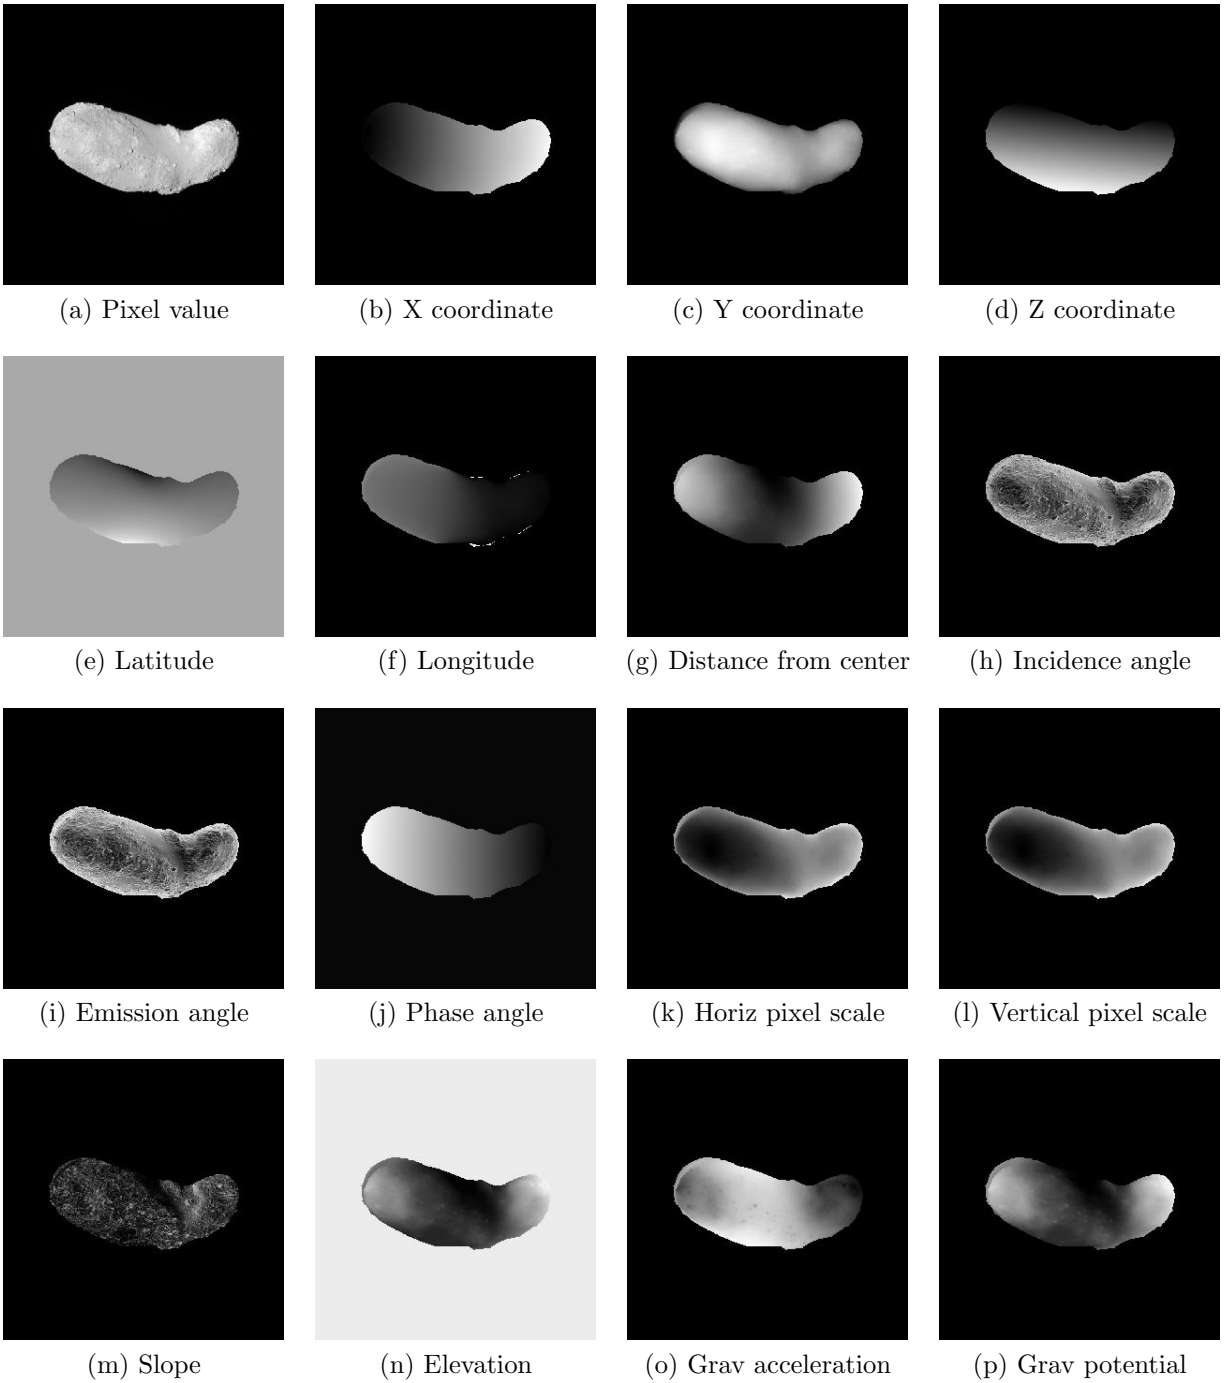 (a) Pixel value
(b) X coordinate
(c) Y coordinate
(d) Z coordinate
(e) Latitude
(f) Longitude
(g) Distance from center
(h) Incidence angle
(i) Emission angle
(j) Phase angle
(k) Horiz pixel scale
(l) Vertical pixel scale
(m) Slope
(n) Elevation
(o) Grav acceleration
(p) Grav potential